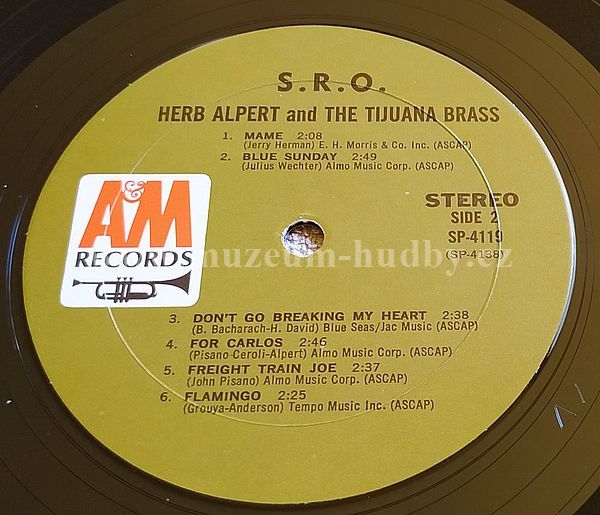 S.R.O.
HERB ALPERT and THE TIJUANA BRASS
1. MAME 2:08
(Jerry Herman) E. H. Morris & Co. Inc. (ASCAP)
2. BLUE SUNDAY 2:49
(Julius Wechter) Almo Music Corp. (ASCAP)
A&M
RECORDS
STEREO
SIDE 2
SP-4119
(SP-4138)
muzeum-hudby.cz
3. DON'T GO BREAKING MY HEART 2:38
(B. Bacharach-H. David) Blue Seas/Jac Music (ASCAP)
4. FOR CARLOS 2:46
(Pisano-Ceroli-Alpert) Almo Music Corp. (ASCAP)
5. FREIGHT TRAIN JOE 2:37
(John Pisano) Almo Music Corp. (ASCAP)
6. FLAMINGO 2:25
(Grouya-Anderson) Tempo Music Inc. (ASCAP)